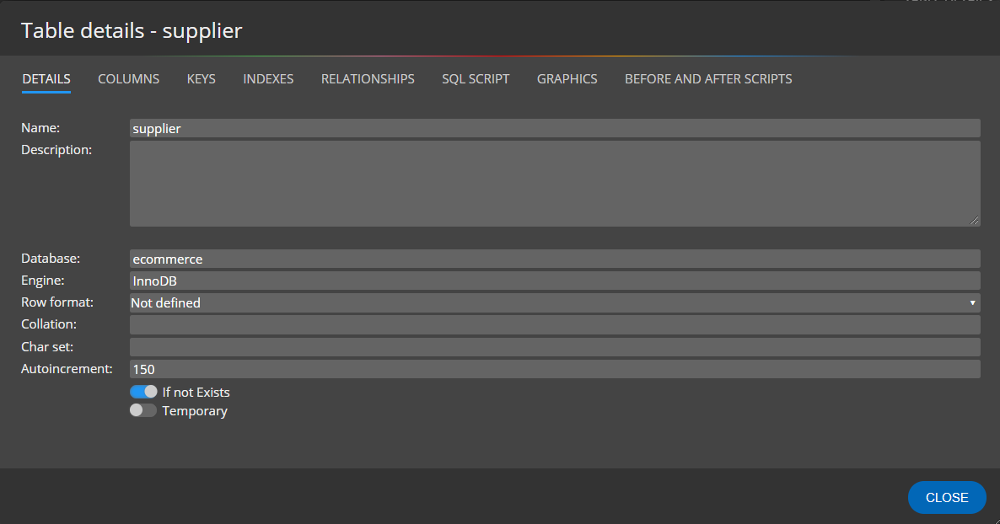 Table details - supplier
DETAILS COLUMNS KEYS INDEXES RELATIONSHIPS SQL SCRIPT GRAPHICS BEFORE AND AFTER SCRIPTS
Name: supplier
Description:
Database: ecommerce
Engine: InnoDB
Row format: Not defined
Collation:
Char set:
Autoincrement: 150
If not Exists
Temporary
CLOSE